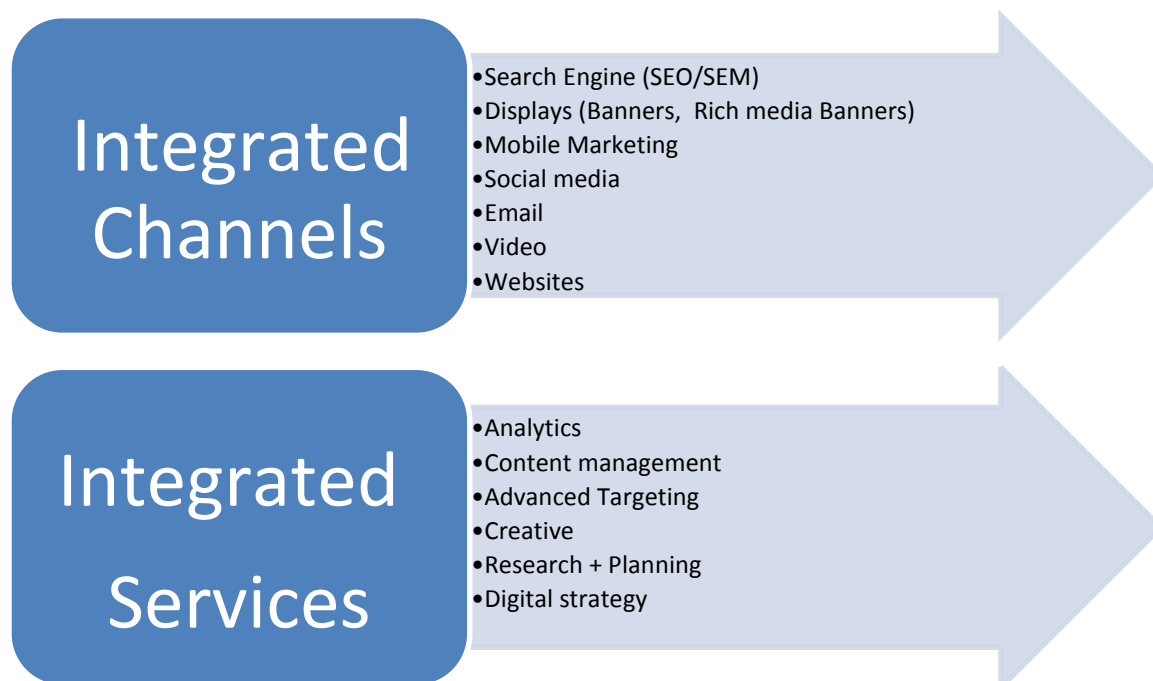 Integrated
Channels
•Search Engine (SEO/SEM)
•Displays (Banners,  Rich media Banners)
•Mobile Marketing
•Social media
•Email
•Video
•Websites
Integrated
Services
•Analytics
•Content management
•Advanced Targeting
•Creative
•Research + Planning
•Digital strategy